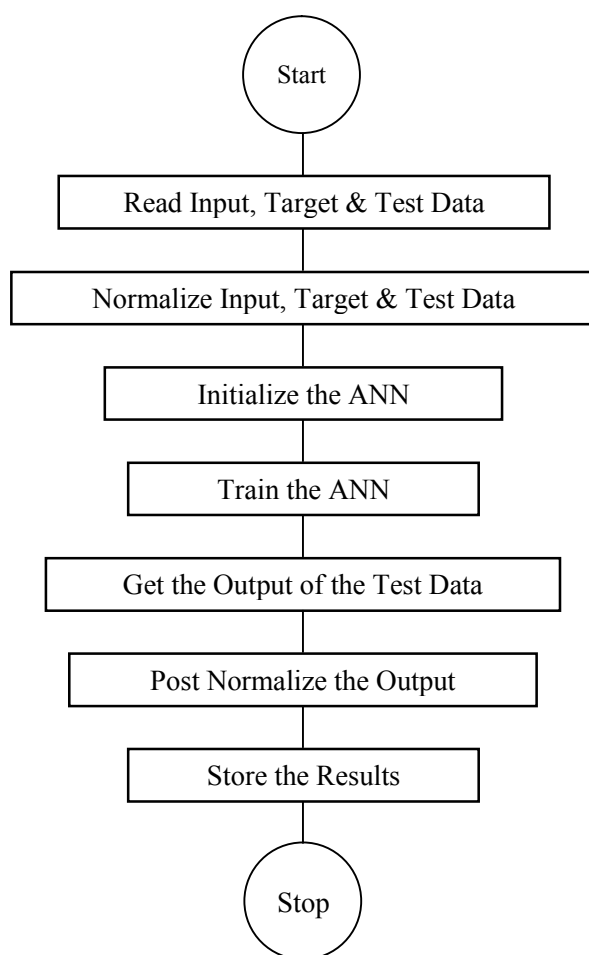 Start
Read Input, Target & Test Data
Normalize Input, Target & Test Data
Initialize the ANN
Train the ANN
Get the Output of the Test Data
Post Normalize the Output
Store the Results
Stop